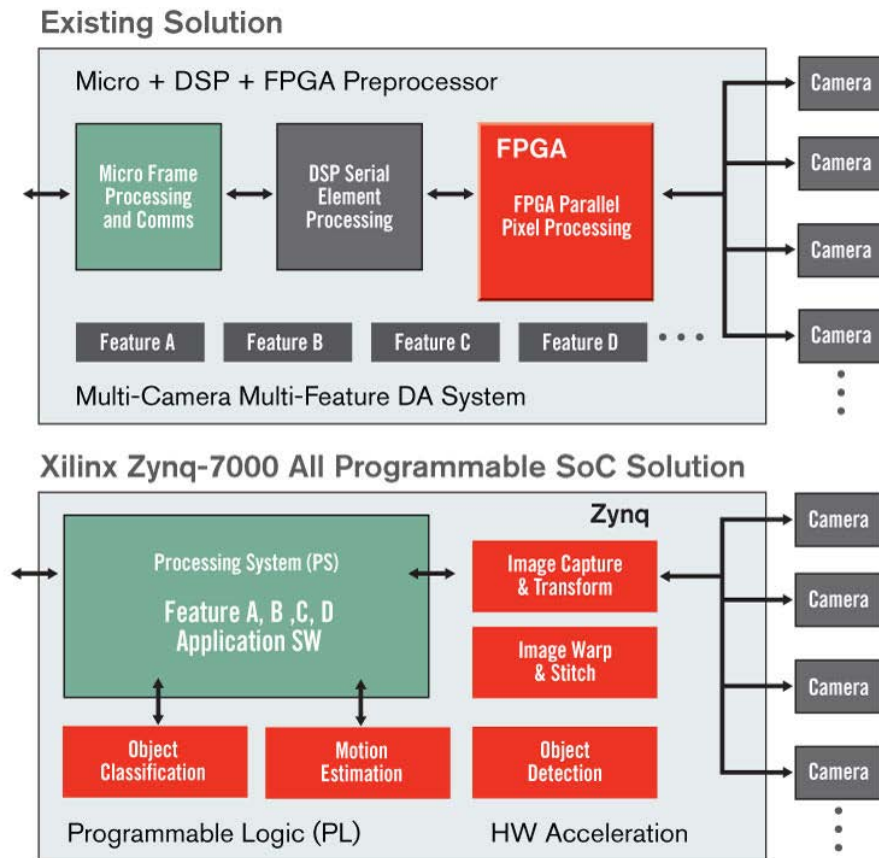 Existing Solution
Micro + DSP + FPGA Preprocessor
Micro Frame
Processing
and Comms
DSP Serial
Element
Processing
FPGA
FPGA Parallel
Pixel Processing
Camera
Camera
Camera
Camera
Feature A
Feature B
Feature C
Feature D
Multi-Camera Multi-Feature DA System
Xilinx Zynq-7000 All Programmable SoC Solution
Zynq
Processing System (PS)
Feature A, B ,C, D
Application SW
Image Capture
& Transform
Image Warp
& Stitch
Object
Classification
Motion
Estimation
Object
Detection
Camera
Camera
Camera
Camera
Programmable Logic (PL)
HW Acceleration